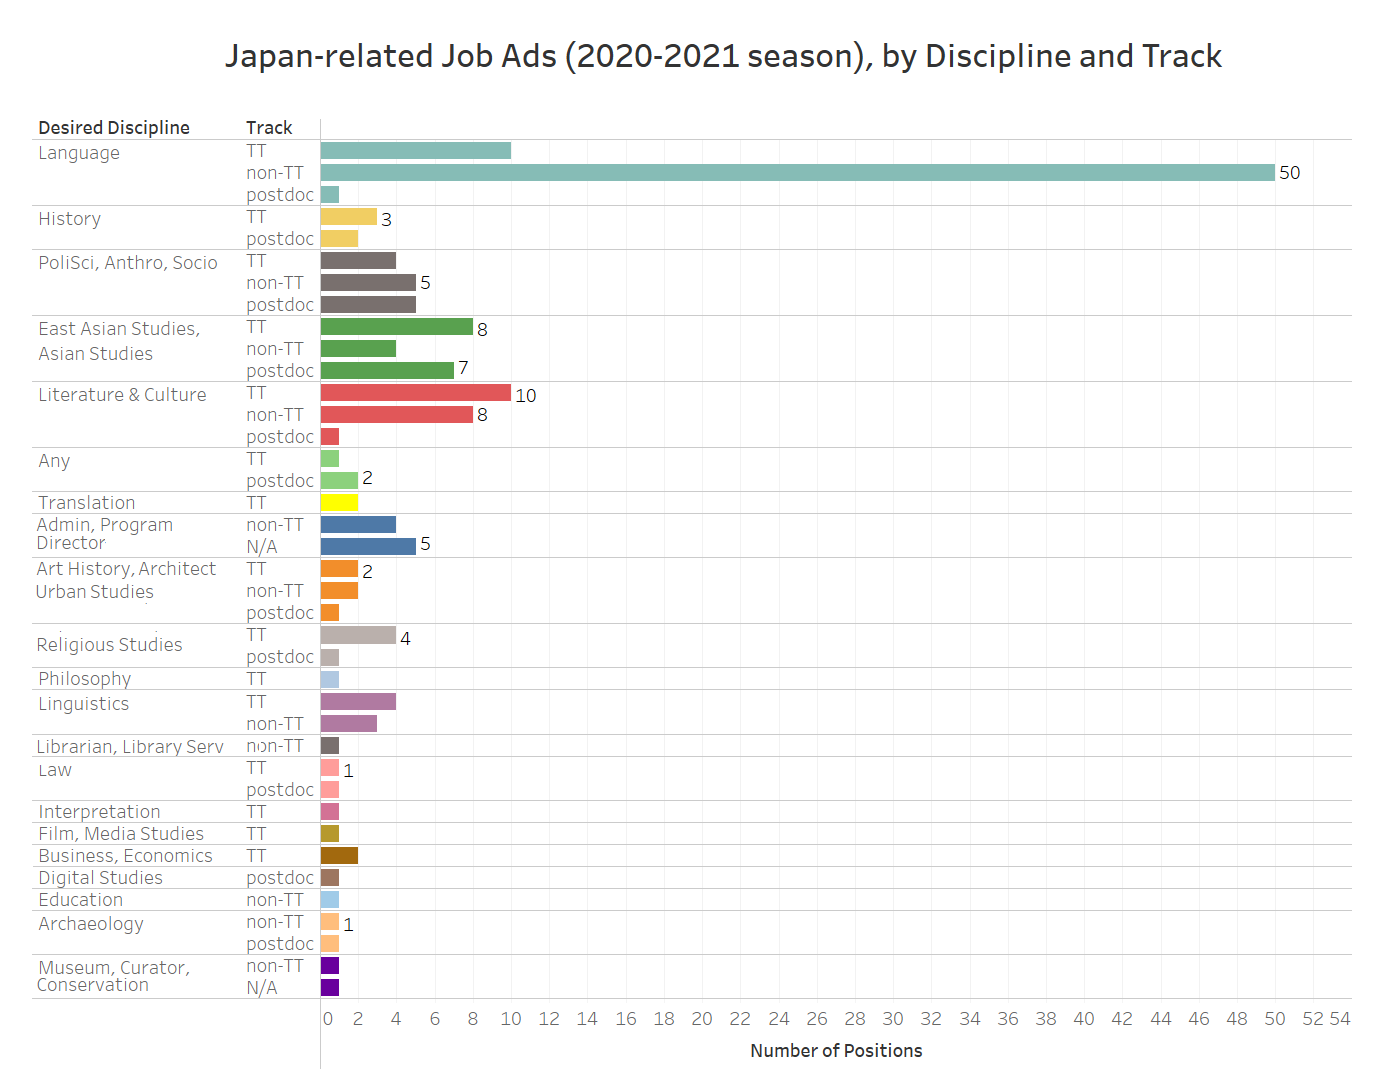 Japan-related Job Ads (2020-2021 season), by Discipline and Track
Desired Discipline Track
Language TT
non-TT 50
postdoc
History TT 3
postdoc
PoliSci, Anthro, Socio TT
non-TT 5
postdoc
East Asian Studies, TT 8
Asian Studies non-TT
postdoc 7
Literature & Culture TT 10
non-TT 8
postdoc
Any TT
postdoc 2
Translation TT
Admin, Program non-TT
Director N/A 5
Art History, Architect TT 2
Urban Studies non-TT
postdoc
Religious Studies TT 4
postdoc
Philosophy TT
Linguistics TT
non-TT
Librarian, Library Serv non-TT
Law TT 1
postdoc
Interpretation TT
Film, Media Studies TT
Business, Economics TT
Digital Studies postdoc
Education non-TT
Archaeology non-TT 1
postdoc
Museum, Curator, non-TT
Conservation N/A
0 2 4 6 8 10 12 14 16 18 20 22 24 26 28 30 32 34 36 38 40 42 44 46 48 50 52 54
Number of Positions